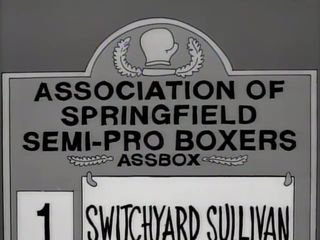 ASSOCIATION OF
SPRINGFIELD
SEMI-PRO BOXERS
ASSBOX
1 SWITCHYARD SULLIVAN